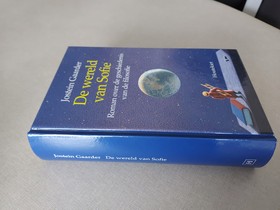 Jostein Gaarder
De wereld
van Sofie
Roman over de geschiedenis
van de filosofie
Houtekiet
Jostein Gaarder De wereld van Sofie